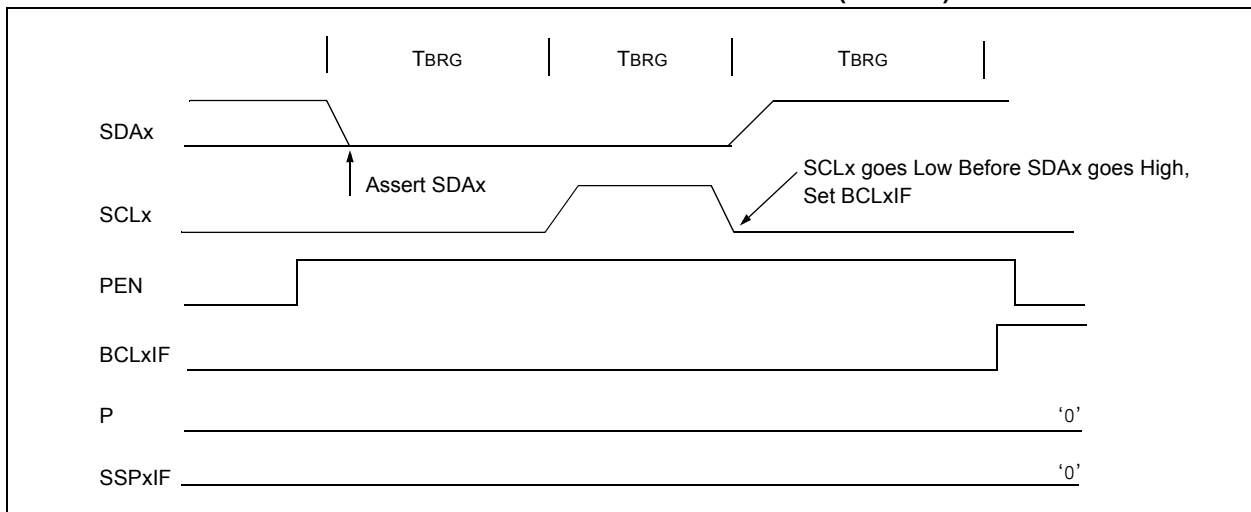 TBRG TBRG TBRG
SDAx
SCLx goes Low Before SDAx goes High,
Set BCLxIF
Assert SDAx
SCLx
PEN
BCLxIF
P
‘0’
SSPxIF
‘0’